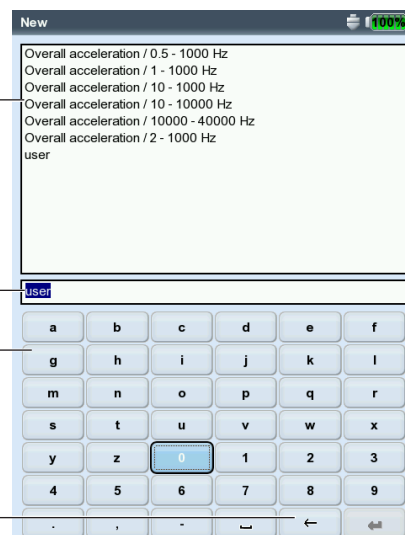 New
100%
Overall acceleration / 0.5 - 1000 Hz
Overall acceleration / 1 - 1000 Hz
Overall acceleration / 10 - 1000 Hz
Overall acceleration / 10 - 10000 Hz
Overall acceleration / 10000 - 40000 Hz
Overall acceleration / 2 - 1000 Hz
user
user
a b c d e f
g h i j k l
m n o p q r
s t u v w x
y z 0 1 2 3
4 5 6 7 8 9
. , - ⌴ ← ↵